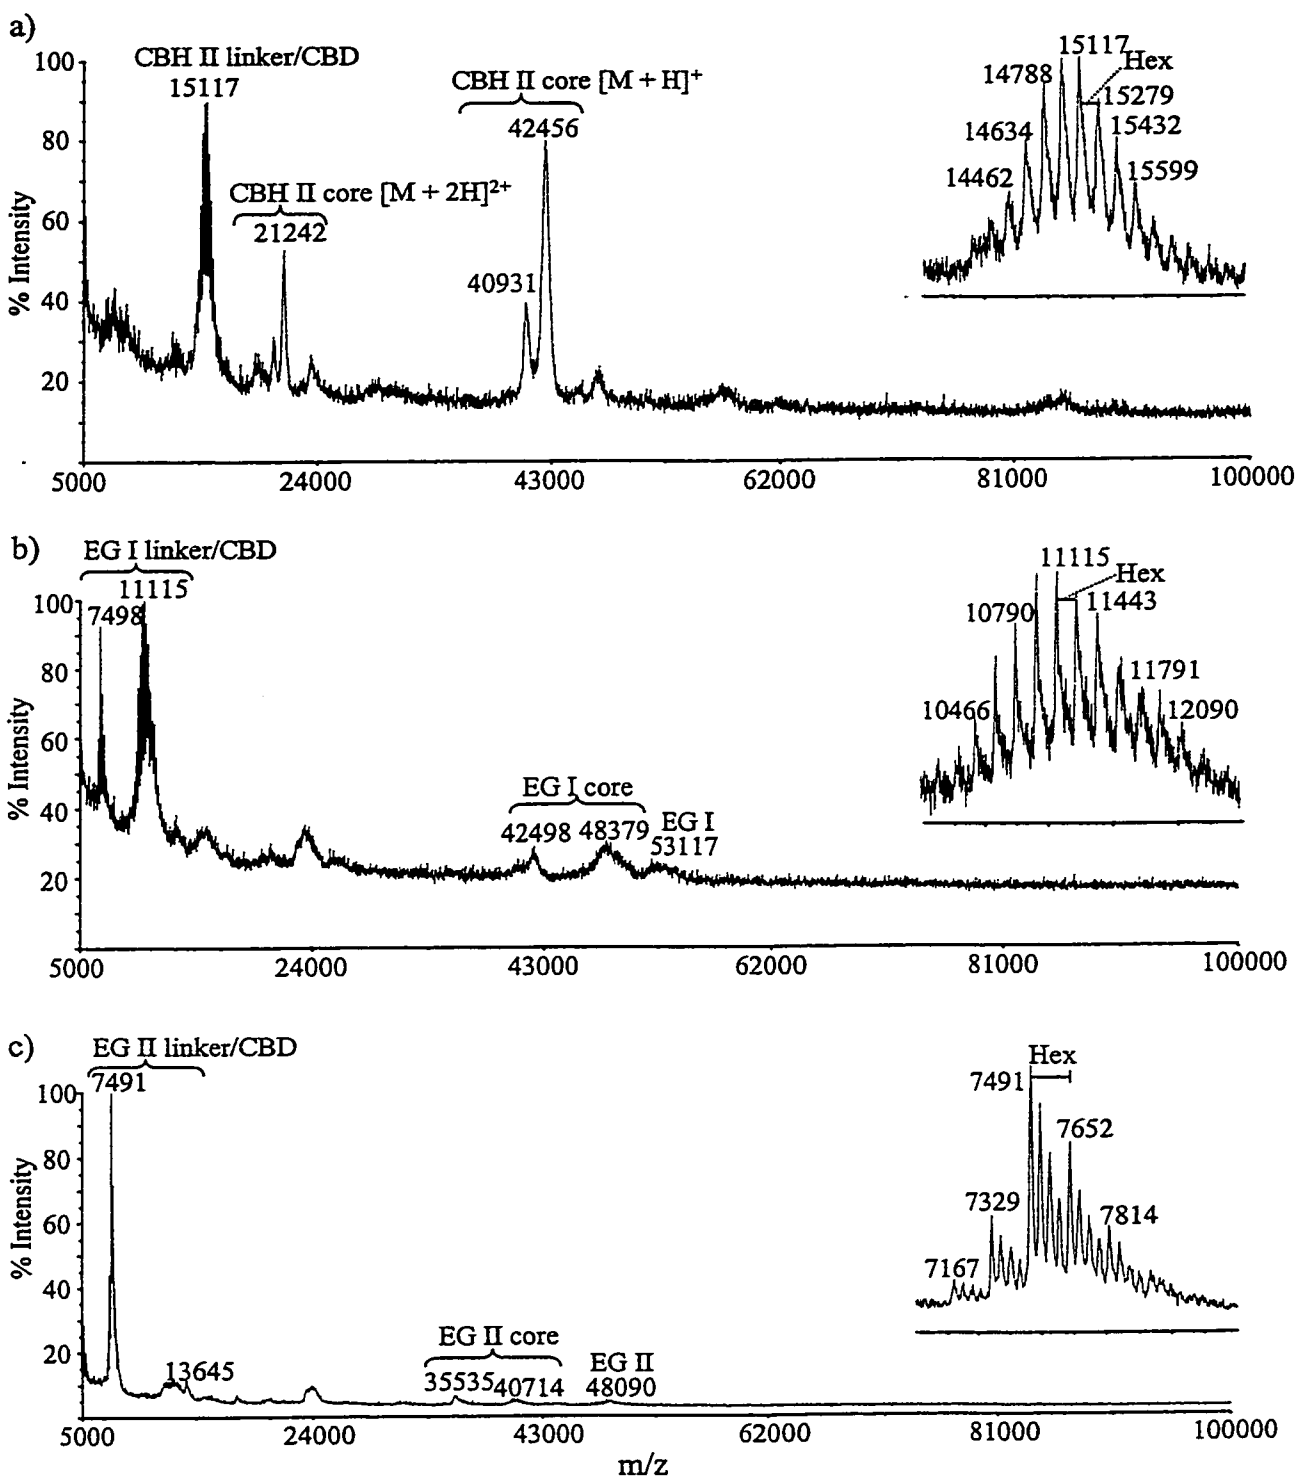 a)
CBH II linker/CBD
15117
CBH II core [M + H]⁺
42456
CBH II core [M + 2H]²⁺
21242
40931
% Intensity
100
80
60
40
20
5000 24000 43000 62000 81000 100000
15117
Hex
14788
15279
14634
15432
14462
15599
b)
EG I linker/CBD
11115
7498
EG I core
42498 48379
EG I
53117
% Intensity
100
80
60
40
20
5000 24000 43000 62000 81000 100000
11115
Hex
10790
11443
11791
10466
12090
c)
EG II linker/CBD
7491
13645
EG II core
35535 40714
EG II
48090
% Intensity
100
80
60
40
20
5000 24000 43000 62000 81000 100000
m/z
Hex
7491
7652
7329
7814
7167